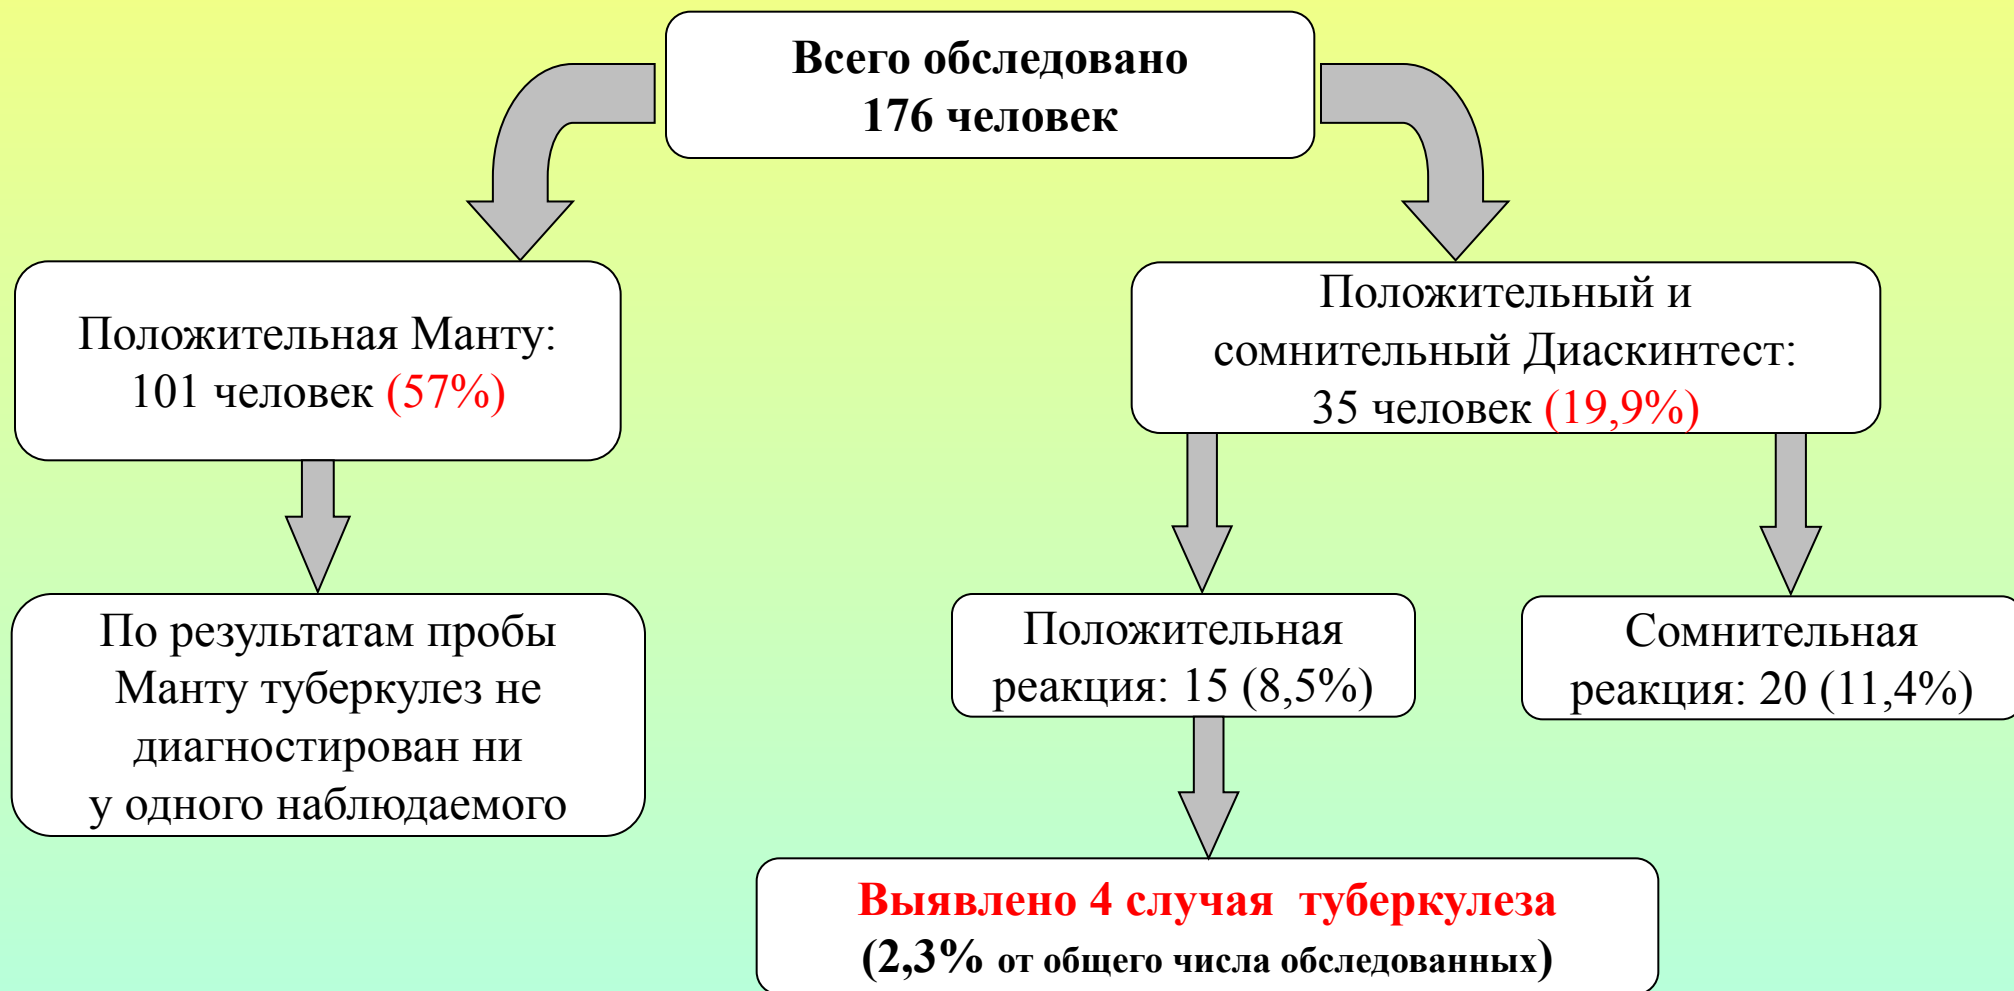 Всего обследовано
176 человек
Положительная Манту:
101 человек (57%)
Положительный и
сомнительный Диаскинтест:
35 человек (19,9%)
По результатам пробы
Манту туберкулез не
диагностирован ни
у одного наблюдаемого
Положительная
реакция: 15 (8,5%)
Сомнительная
реакция: 20 (11,4%)
Выявлено 4 случая туберкулеза
(2,3% от общего числа обследованных)